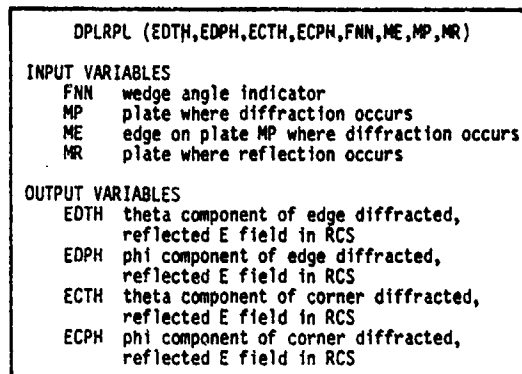 DPLRPL (EDTH,EDPH,ECTH,ECPH,FNN,ME,MP,MR)
INPUT VARIABLES
FNN wedge angle indicator
MP plate where diffraction occurs
ME edge on plate MP where diffraction occurs
MR plate where reflection occurs
OUTPUT VARIABLES
EDTH theta component of edge diffracted,
reflected E field in RCS
EDPH phi component of edge diffracted,
reflected E field in RCS
ECTH theta component of corner diffracted,
reflected E field in RCS
ECPH phi component of corner diffracted,
reflected E field in RCS